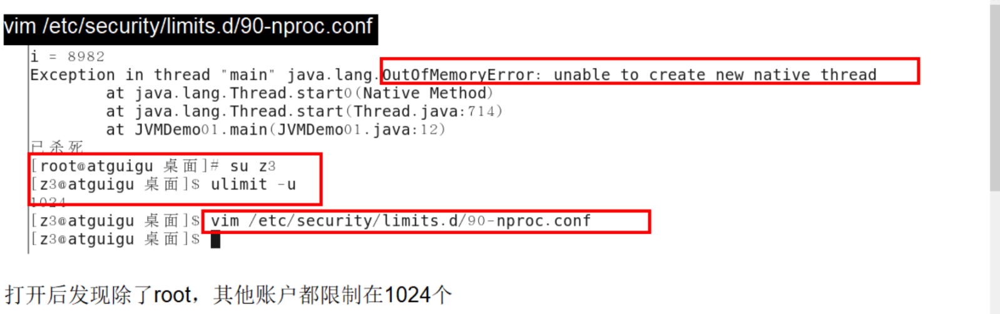 vim /etc/security/limits.d/90-nproc.conf
i = 8982
Exception in thread "main" java.lang.OutOfMemoryError: unable to create new native thread
at java.lang.Thread.start0(Native Method)
at java.lang.Thread.start(Thread.java:714)
at JVMDemo01.main(JVMDemo01.java:12)
已杀死
[root@atguigu 桌面]# su z3
[z3@atguigu 桌面]$ ulimit -u
1024
[z3@atguigu 桌面]$ vim /etc/security/limits.d/90-nproc.conf
[z3@atguigu 桌面]$
打开后发现除了root，其他账户都限制在1024个